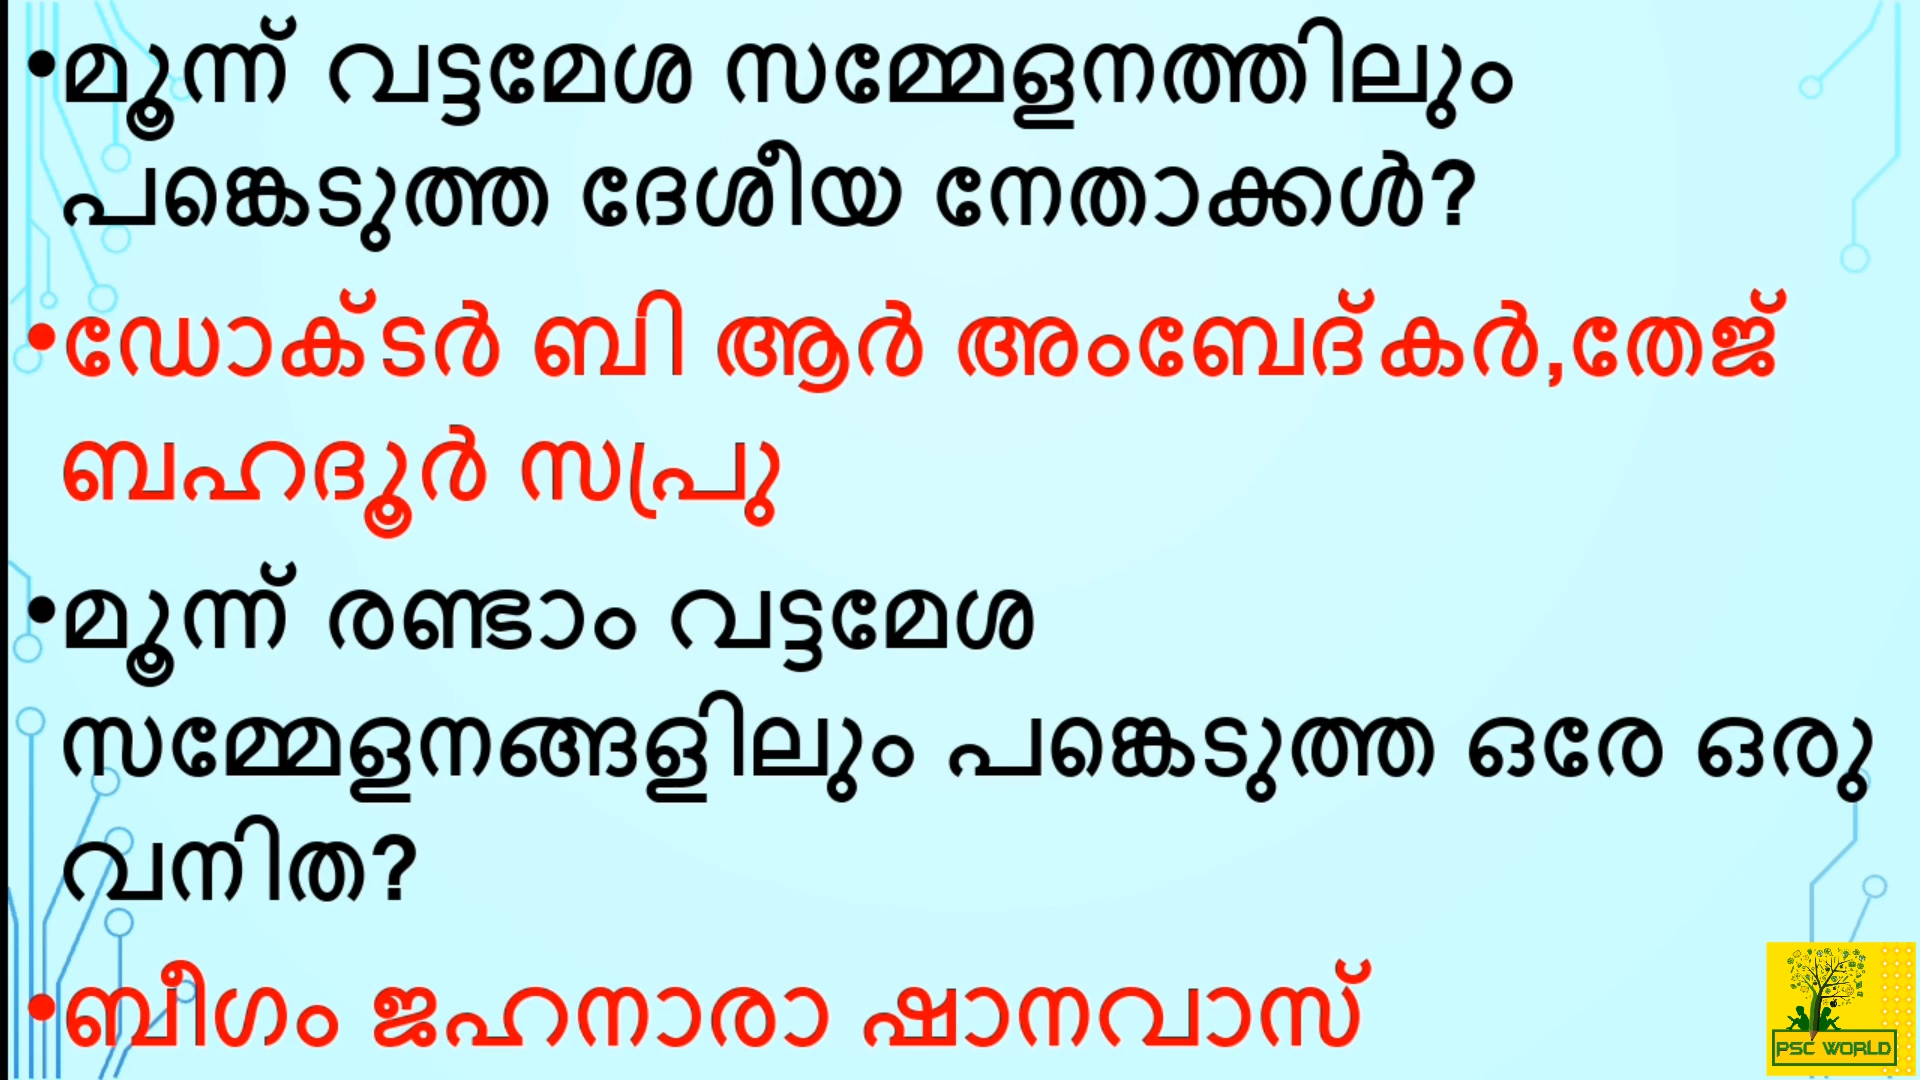 •മൂന്ന് വട്ടമേശ സമ്മേളനത്തിലും
പങ്കെടുത്ത ദേശീയ നേതാക്കൾ?
•ഡോക്ടർ ബി ആർ അംബേദ്കർ,തേജ്
ബഹദൂർ സപ്രു
•മൂന്ന് രണ്ടാം വട്ടമേശ
സമ്മേളനങ്ങളിലും പങ്കെടുത്ത ഒരേ ഒരു
വനിത?
•ബീഗം ജഹനാരാ ഷാനവാസ്
PSC WORLD